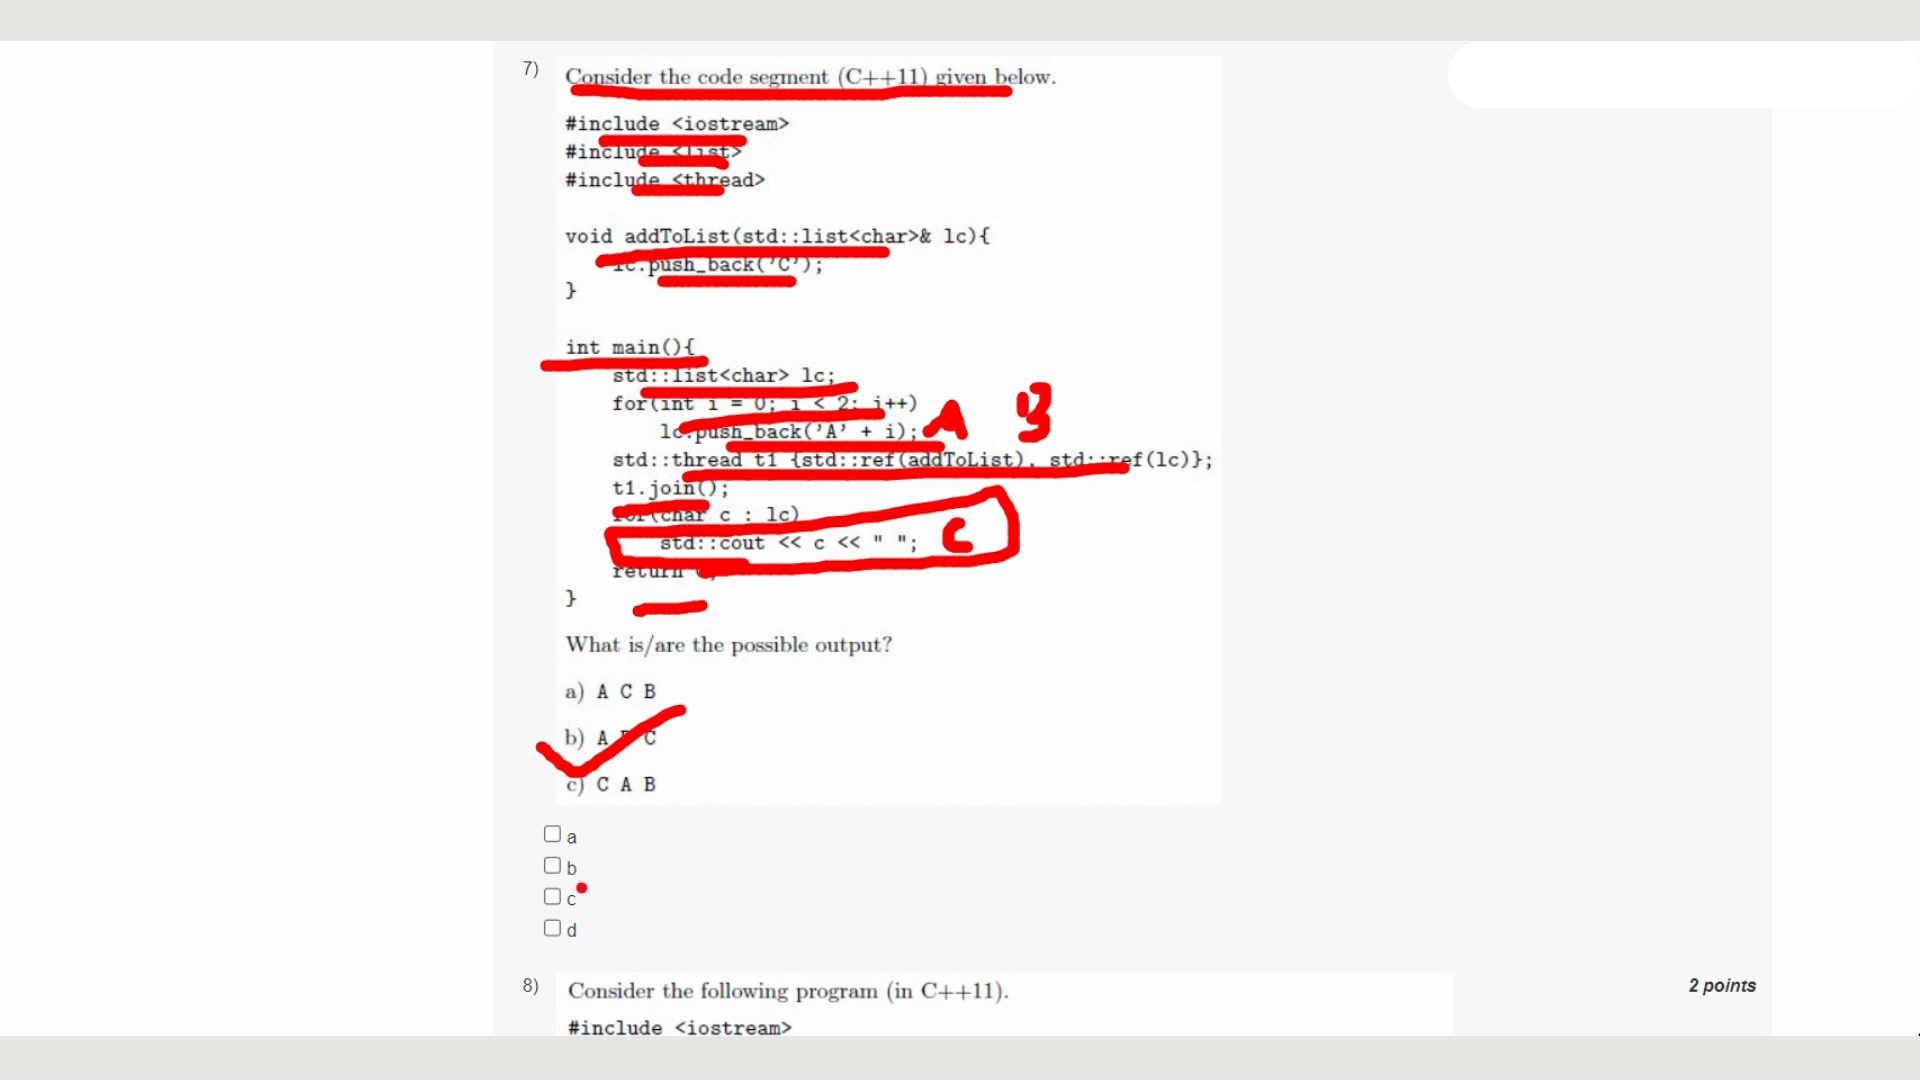 7) Consider the code segment (C++11) given below.
#include <iostream>
#include <list>
#include <thread>
void addToList(std::list<char>& lc){
lc.push_back('C');
}
int main(){
std::list<char> lc;
for(int i = 0; i < 2; i++)
lc.push_back('A' + i); A B
std::thread t1 {std::ref(addToList), std::ref(lc)};
t1.join();
for(char c : lc)
std::cout << c << " "; C
return
}
What is/are the possible output?
a) A C B
b) A C
c) C A B
a
b
c
d
8) Consider the following program (in C++11). 2 points
#include <iostream>